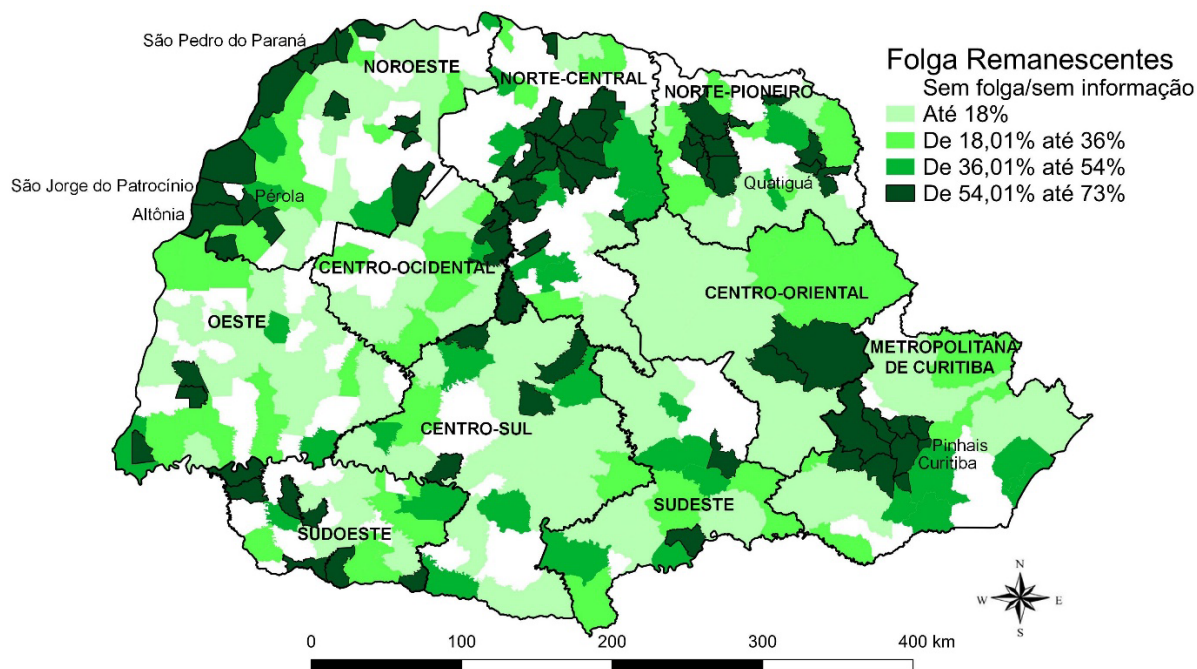 São Pedro do Paraná
NOROESTE
NORTE-CENTRAL
NORTE-PIONEIRO
Folga Remanescentes
Sem folga/sem informação
Até 18%
De 18,01% até 36%
De 36,01% até 54%
De 54,01% até 73%
São Jorge do Patrocínio
Pérola
Altônia
Quatiguá
CENTRO-OCIDENTAL
CENTRO-ORIENTAL
OESTE
METROPOLITANA
DE CURITIBA
CENTRO-SUL
Pinhais
Curitiba
SUDESTE
SUDOESTE
N
W
E
S
0
100
200
300
400 km